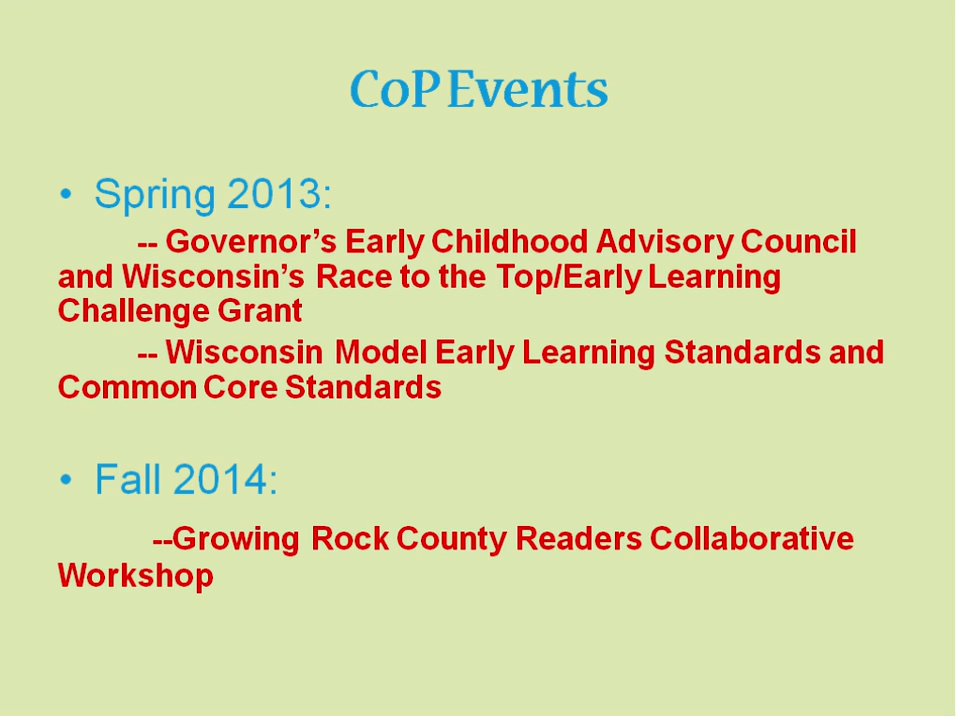 CoP Events
• Spring 2013:
-- Governor’s Early Childhood Advisory Council
and Wisconsin’s Race to the Top/Early Learning
Challenge Grant
-- Wisconsin Model Early Learning Standards and
Common Core Standards
• Fall 2014:
--Growing Rock County Readers Collaborative
Workshop